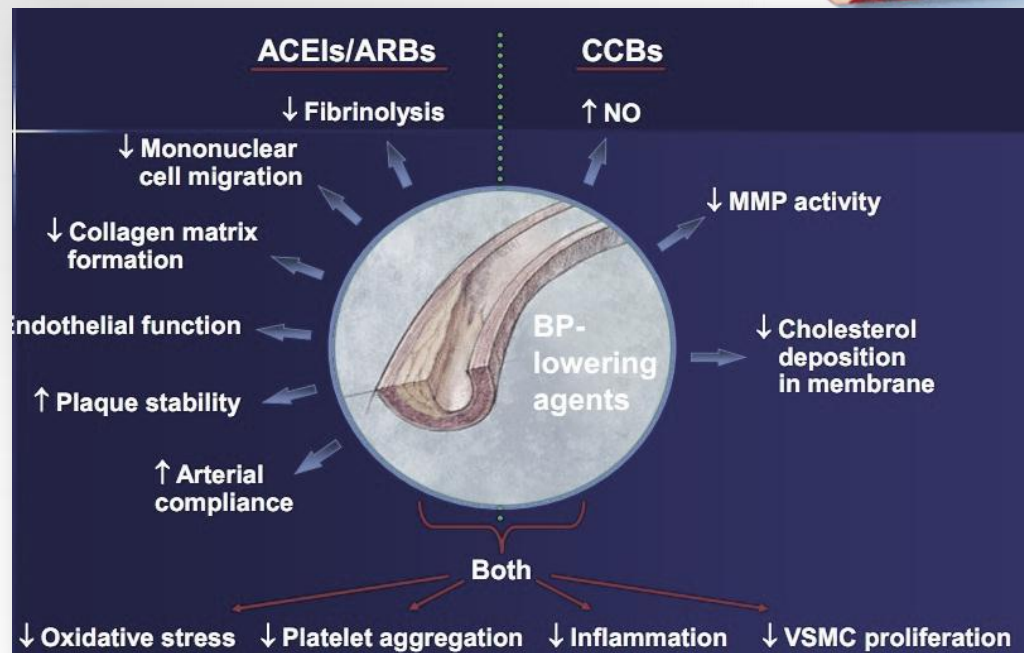 ACEIs/ARBs
CCBs
↓ Fibrinolysis
↑ NO
↓ Mononuclear
cell migration
↓ MMP activity
↓ Collagen matrix
formation
Endothelial function
BP-
lowering
agents
↓ Cholesterol
deposition
in membrane
↑ Plaque stability
↑ Arterial
compliance
Both
↓ Oxidative stress
↓ Platelet aggregation
↓ Inflammation
↓ VSMC proliferation